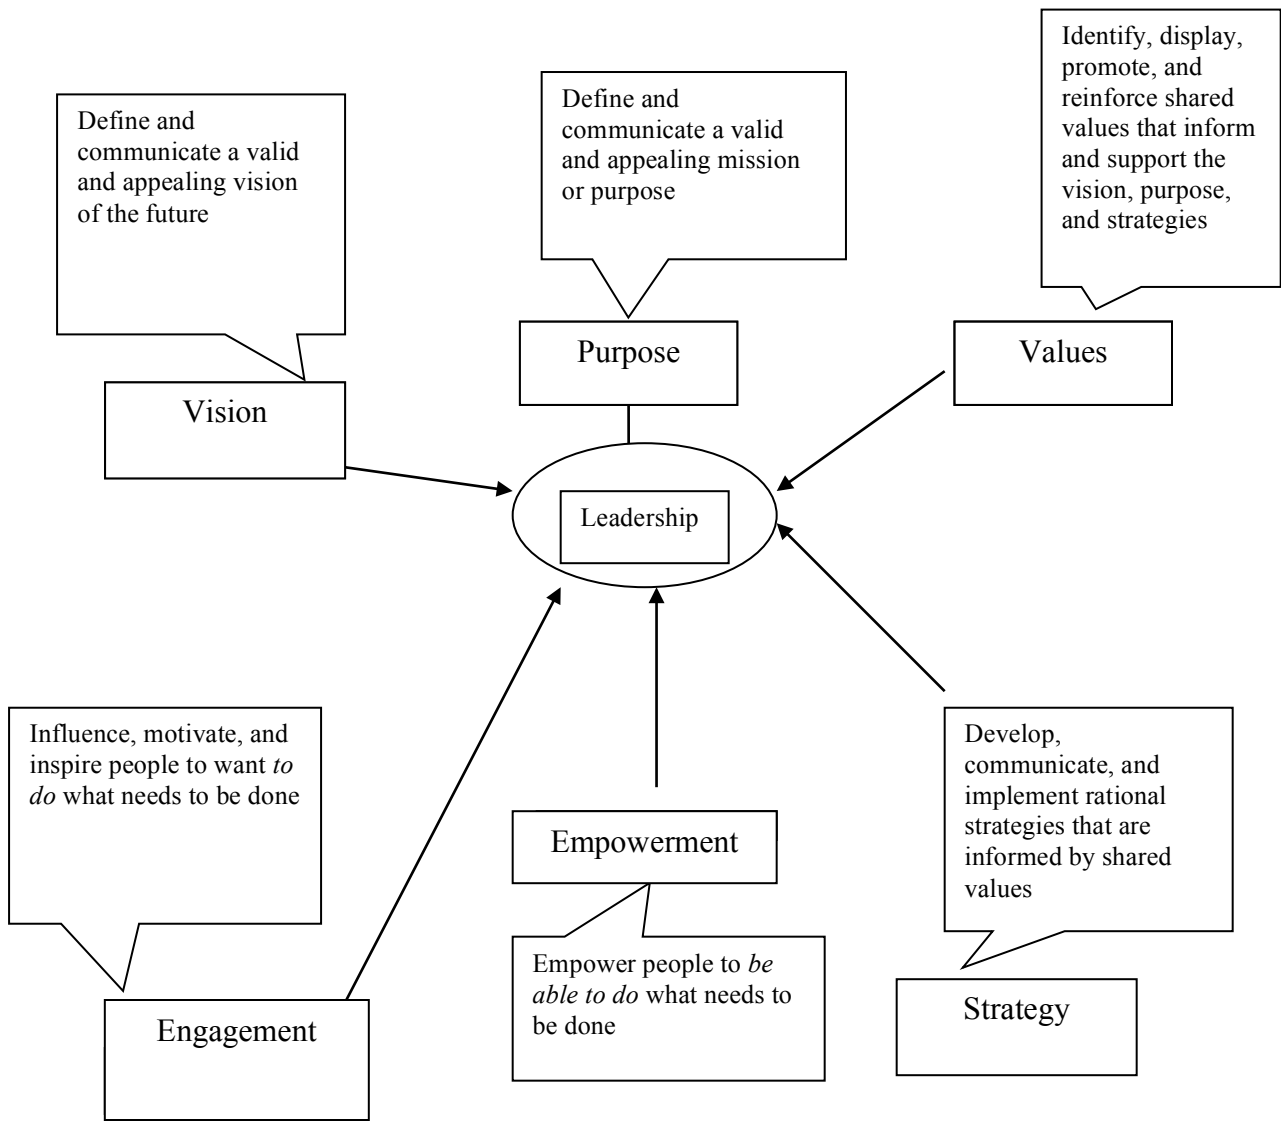 Identify, display,
promote, and
reinforce shared
values that inform
and support the
vision, purpose,
and strategies
Define and
communicate a valid
and appealing mission
or purpose
Define and
communicate a valid
and appealing vision
of the future
Purpose
Values
Vision
Leadership
Influence, motivate, and
inspire people to want to
do what needs to be done
Develop,
communicate, and
implement rational
strategies that are
informed by shared
values
Empowerment
Empower people to be
able to do what needs to
be done
Engagement
Strategy